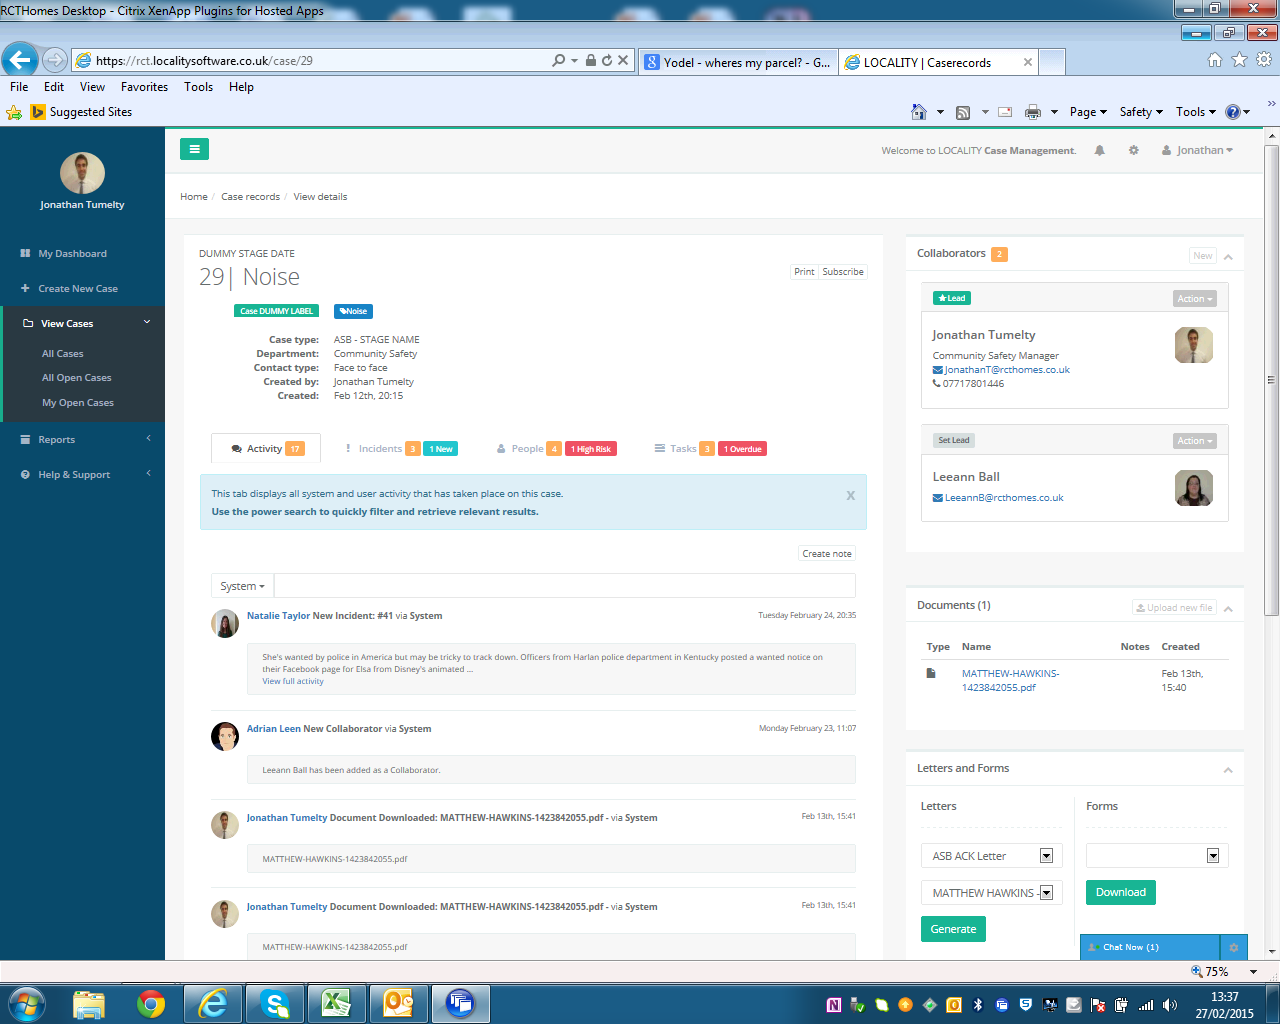 RCTHomes Desktop - Citrix XenApp Plugins for Hosted Apps
https://rct.localitysoftware.co.uk/case/29
Yodel - wheres my parcel? - G...
LOCALITY | Caserecords
File Edit View Favorites Tools Help
Suggested Sites
Page Safety Tools
Jonathan Tumelty
My Dashboard
Create New Case
View Cases
All Cases
All Open Cases
My Open Cases
Reports
Help & Support
Welcome to LOCALITY Case Management.
Jonathan
Home / Case records / View details
DUMMY STAGE DATE
29| Noise
Print Subscribe
Case DUMMY LABEL Noise
Case type: ASB - STAGE NAME
Department: Community Safety
Contact type: Face to face
Created by: Jonathan Tumelty
Created: Feb 12th, 20:15
Activity 17
Incidents 3 1 New
People 4 1 High Risk
Tasks 3 1 Overdue
This tab displays all system and user activity that has taken place on this case.
Use the power search to quickly filter and retrieve relevant results.
X
Create note
System
Natalie Taylor New Incident: #41 via System
Tuesday February 24, 20:35
She's wanted by police in America but may be tricky to track down. Officers from Harlan police department in Kentucky posted a wanted notice on
their Facebook page for Elsa from Disney's animated ...
View full activity
Adrian Leen New Collaborator via System
Monday February 23, 11:07
Leeann Ball has been added as a Collaborator.
Jonathan Tumelty Document Downloaded: MATTHEW-HAWKINS-1423842055.pdf - via System
Feb 13th, 15:41
MATTHEW-HAWKINS-1423842055.pdf
Jonathan Tumelty Document Downloaded: MATTHEW-HAWKINS-1423842055.pdf - via System
Feb 13th, 15:41
MATTHEW-HAWKINS-1423842055.pdf
Collaborators 2
New
Lead
Action
Jonathan Tumelty
Community Safety Manager
JonathanT@rcthomes.co.uk
07717801446
Set Lead
Action
Leeann Ball
LeeannB@rcthomes.co.uk
Documents (1)
Upload new file
Type Name Notes Created
MATTHEW-HAWKINS-
1423842055.pdf
Feb 13th,
15:40
Letters and Forms
Letters
Forms
ASB ACK Letter
MATTHEW HAWKINS -
Download
Generate
Chat Now (1)
75%
13:37
27/02/2015